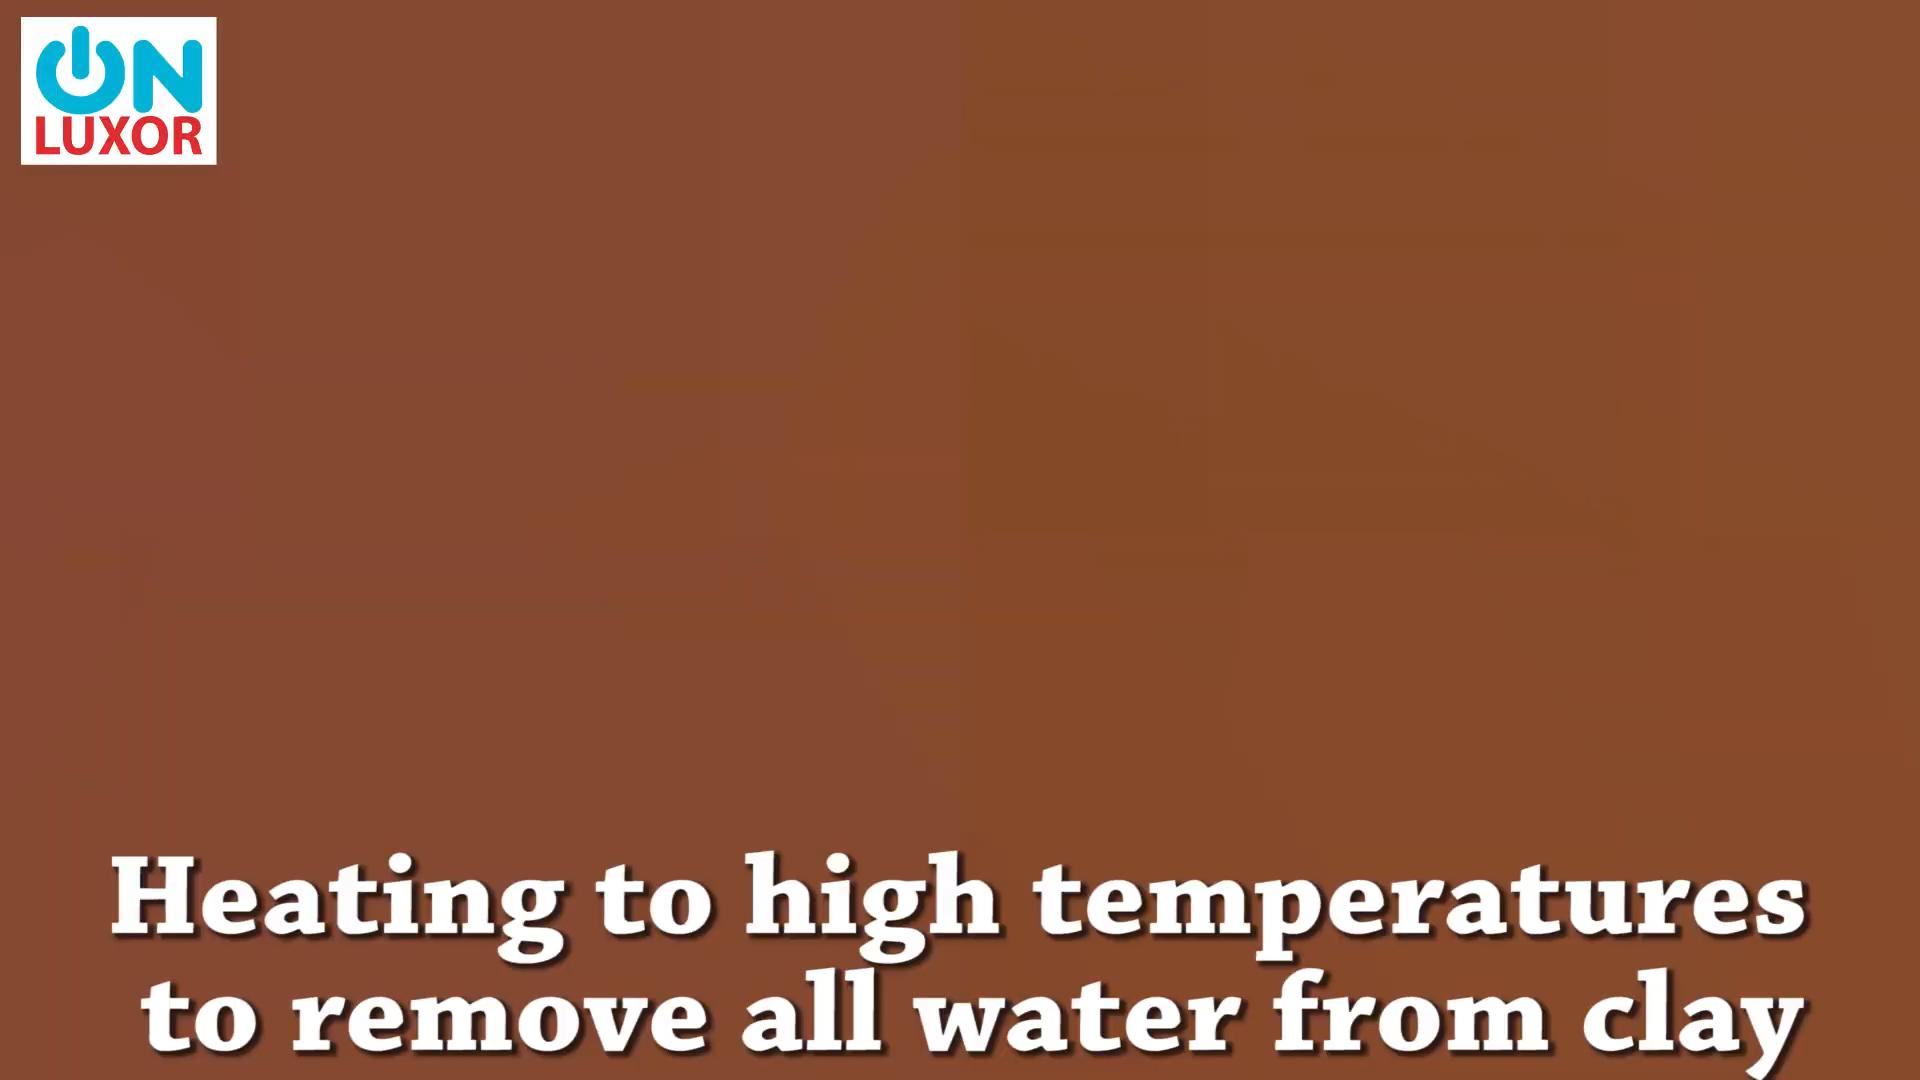 ON
LUXOR
Heating to high temperatures
to remove all water from clay